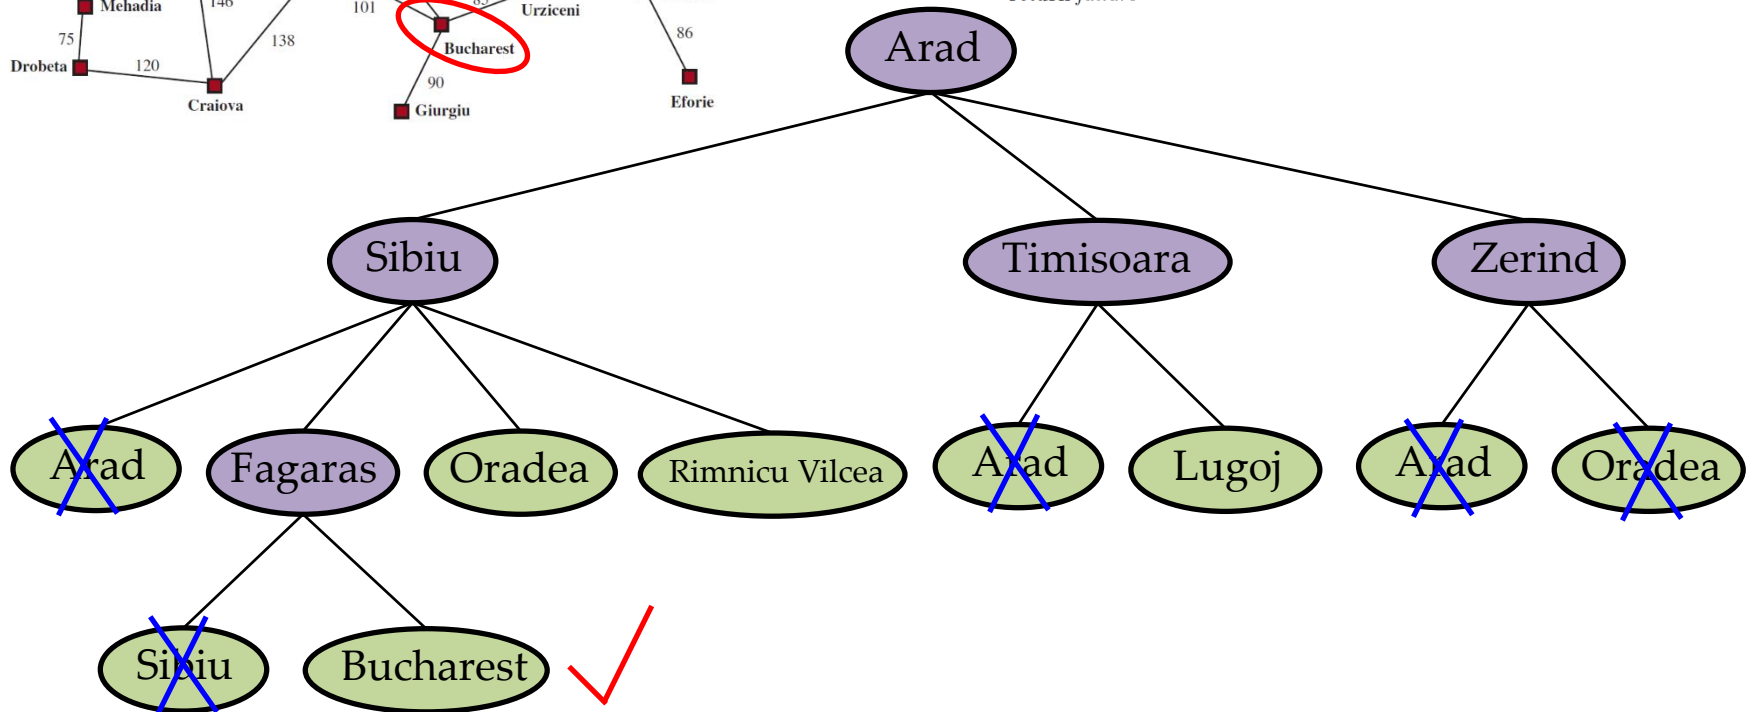 Mehadia
146
101
85
Urziceni
75
138
Bucharest
86
Drobeta
120
90
Craiova
Giurgiu
Eforie
Arad
Sibiu
Timisoara
Zerind
Arad
Fagaras
Oradea
Rimnicu Vilcea
Arad
Lugoj
Arad
Oradea
Sibiu
Bucharest